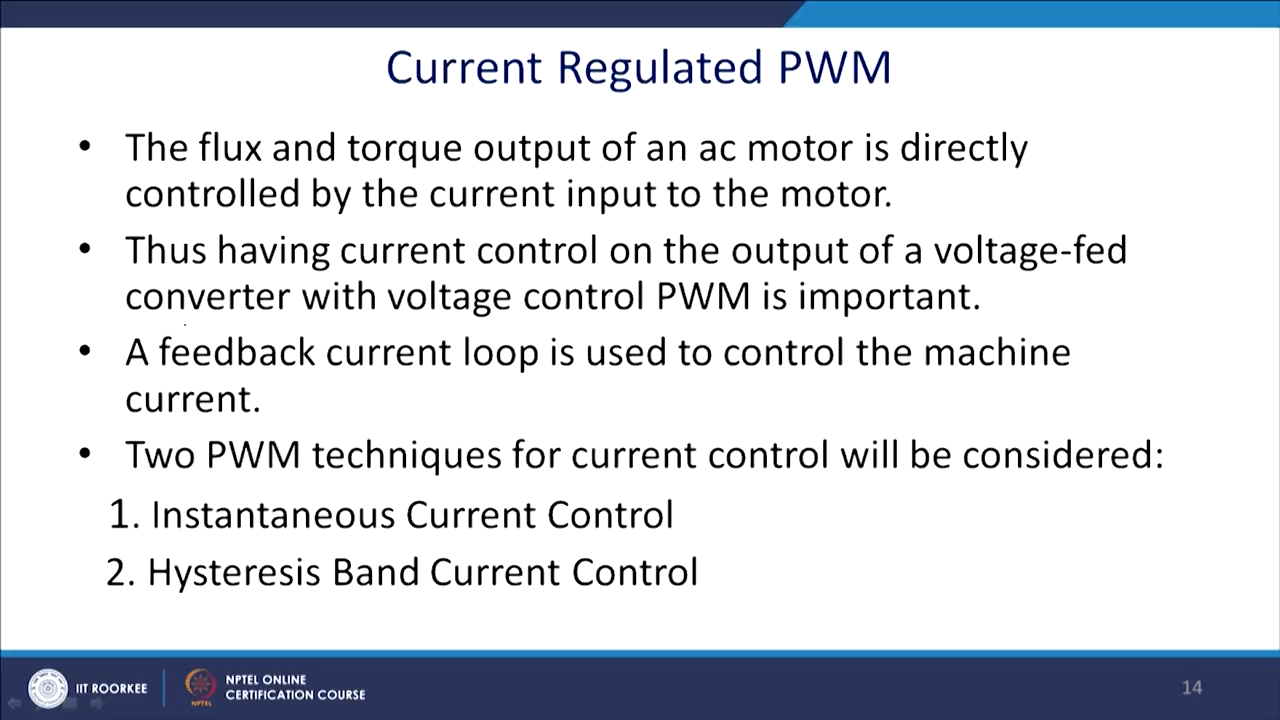 Current Regulated PWM
• The flux and torque output of an ac motor is directly
controlled by the current input to the motor.
• Thus having current control on the output of a voltage-fed
converter with voltage control PWM is important.
• A feedback current loop is used to control the machine
current.
• Two PWM techniques for current control will be considered:
1. Instantaneous Current Control
2. Hysteresis Band Current Control
IIT ROORKEE
NPTEL
NPTEL ONLINE
CERTIFICATION COURSE
14